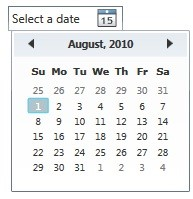 Select a date 15
August, 2010
Su Mo Tu We Th Fr Sa
25 26 27 28 29 30 31
1 2 3 4 5 6 7
8 9 10 11 12 13 14
15 16 17 18 19 20 21
22 23 24 25 26 27 28
29 30 31 1 2 3 4